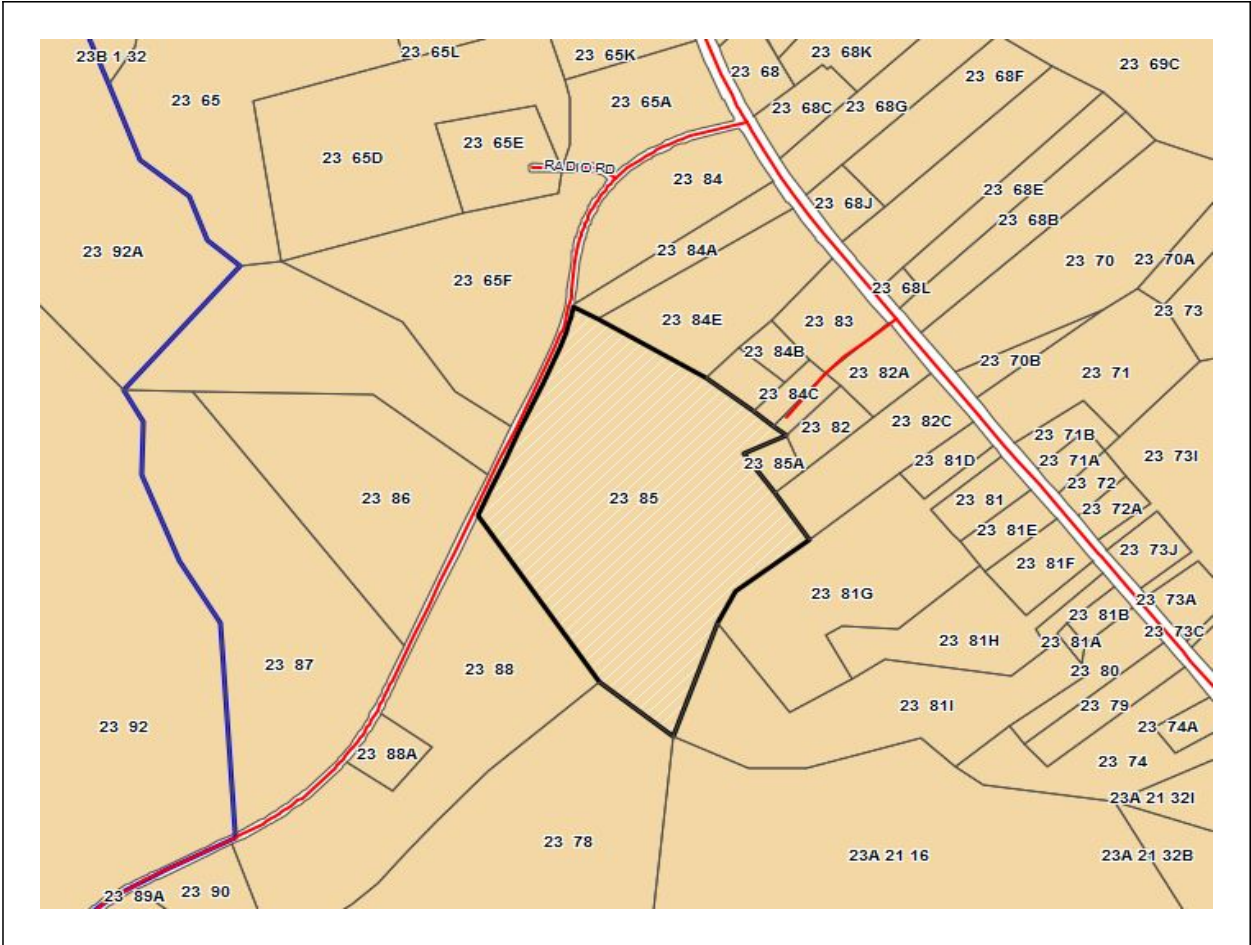 23B 1 32
23 65L
23 65K
23 68
23 68K
23 69C
23 65
23 65A
23 68C
23 68G
23 68F
23 65D
23 65E
RADIO RD
23 84
23 68J
23 68E
23 68B
23 92A
23 65F
23 84A
23 70
23 70A
23 68L
23 73
23 84E
23 83
23 84B
23 82A
23 70B
23 71
23 84C
23 82
23 82C
23 71B
23 85A
23 81D
23 71A
23 73I
23 86
23 85
23 81
23 72
23 72A
23 81E
23 73J
23 81F
23 81G
23 73A
23 81B
23 73C
23 81H
23 81A
23 87
23 88
23 80
23 92
23 81I
23 79
23 74A
23 88A
23 74
23A 21 32I
23 78
23A 21 16
23A 21 32B
23 89A
23 90